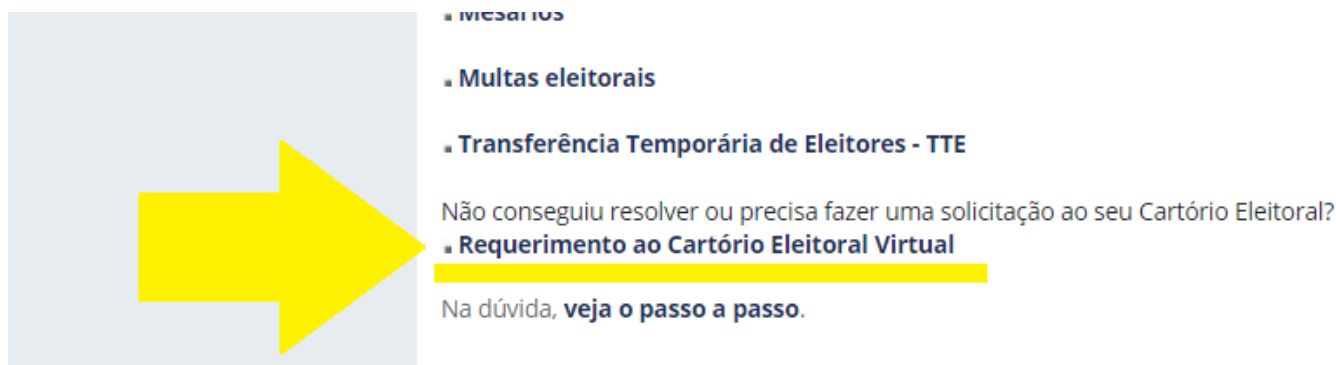 Mesários
Multas eleitorais
Transferência Temporária de Eleitores - TTE
Não conseguiu resolver ou precisa fazer uma solicitação ao seu Cartório Eleitoral?
Requerimento ao Cartório Eleitoral Virtual
Na dúvida, veja o passo a passo.